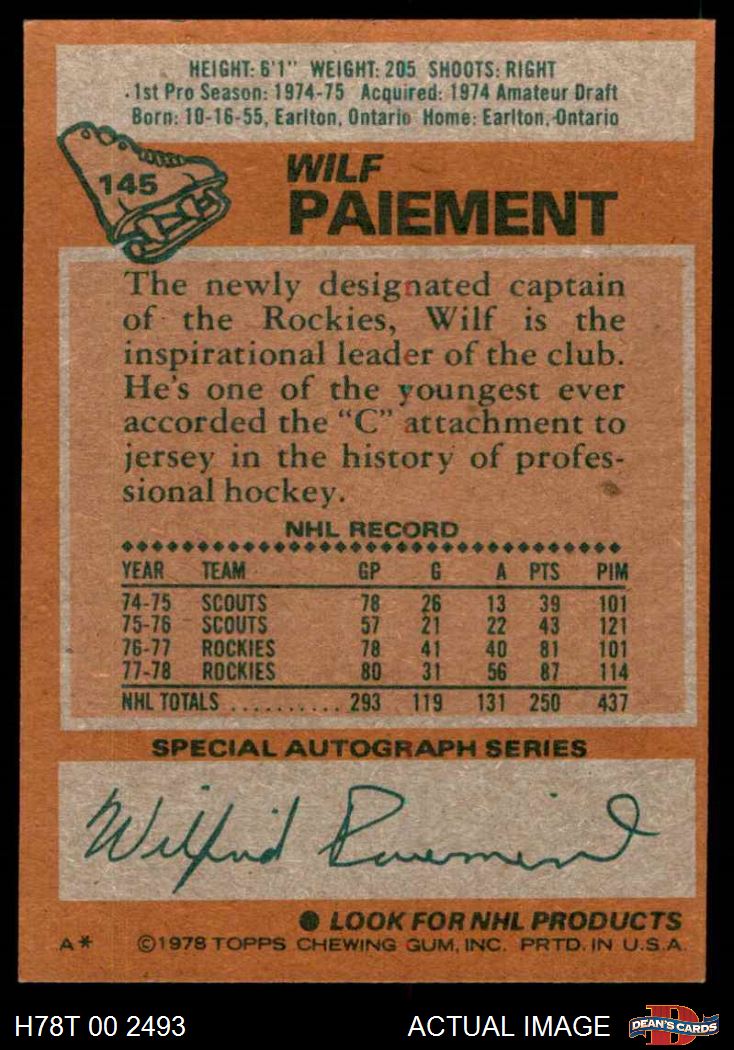 HEIGHT: 6'1" WEIGHT: 205 SHOOTS: RIGHT
1st Pro Season: 1974-75 Acquired: 1974 Amateur Draft
Born: 10-16-55, Earlton, Ontario Home: Earlton, Ontario
145
WILF
PAIEMENT
The newly designated captain
of the Rockies, Wilf is the
inspirational leader of the club.
He's one of the youngest ever
accorded the "C" attachment to
jersey in the history of profes-
sional hockey.
NHL RECORD
YEAR TEAM GP G A PTS PIM
74-75 SCOUTS 78 26 13 39 101
75-76 SCOUTS 57 21 22 43 121
76-77 ROCKIES 78 41 40 81 101
77-78 ROCKIES 80 31 56 87 114
NHL TOTALS .......... 293 119 131 250 437
SPECIAL AUTOGRAPH SERIES
Wilfrid Paiement
● LOOK FOR NHL PRODUCTS
A* ©1978 TOPPS CHEWING GUM, INC. PRTD. IN U.S.A.
H78T 00 2493 ACTUAL IMAGE D DEAN'S CARDS